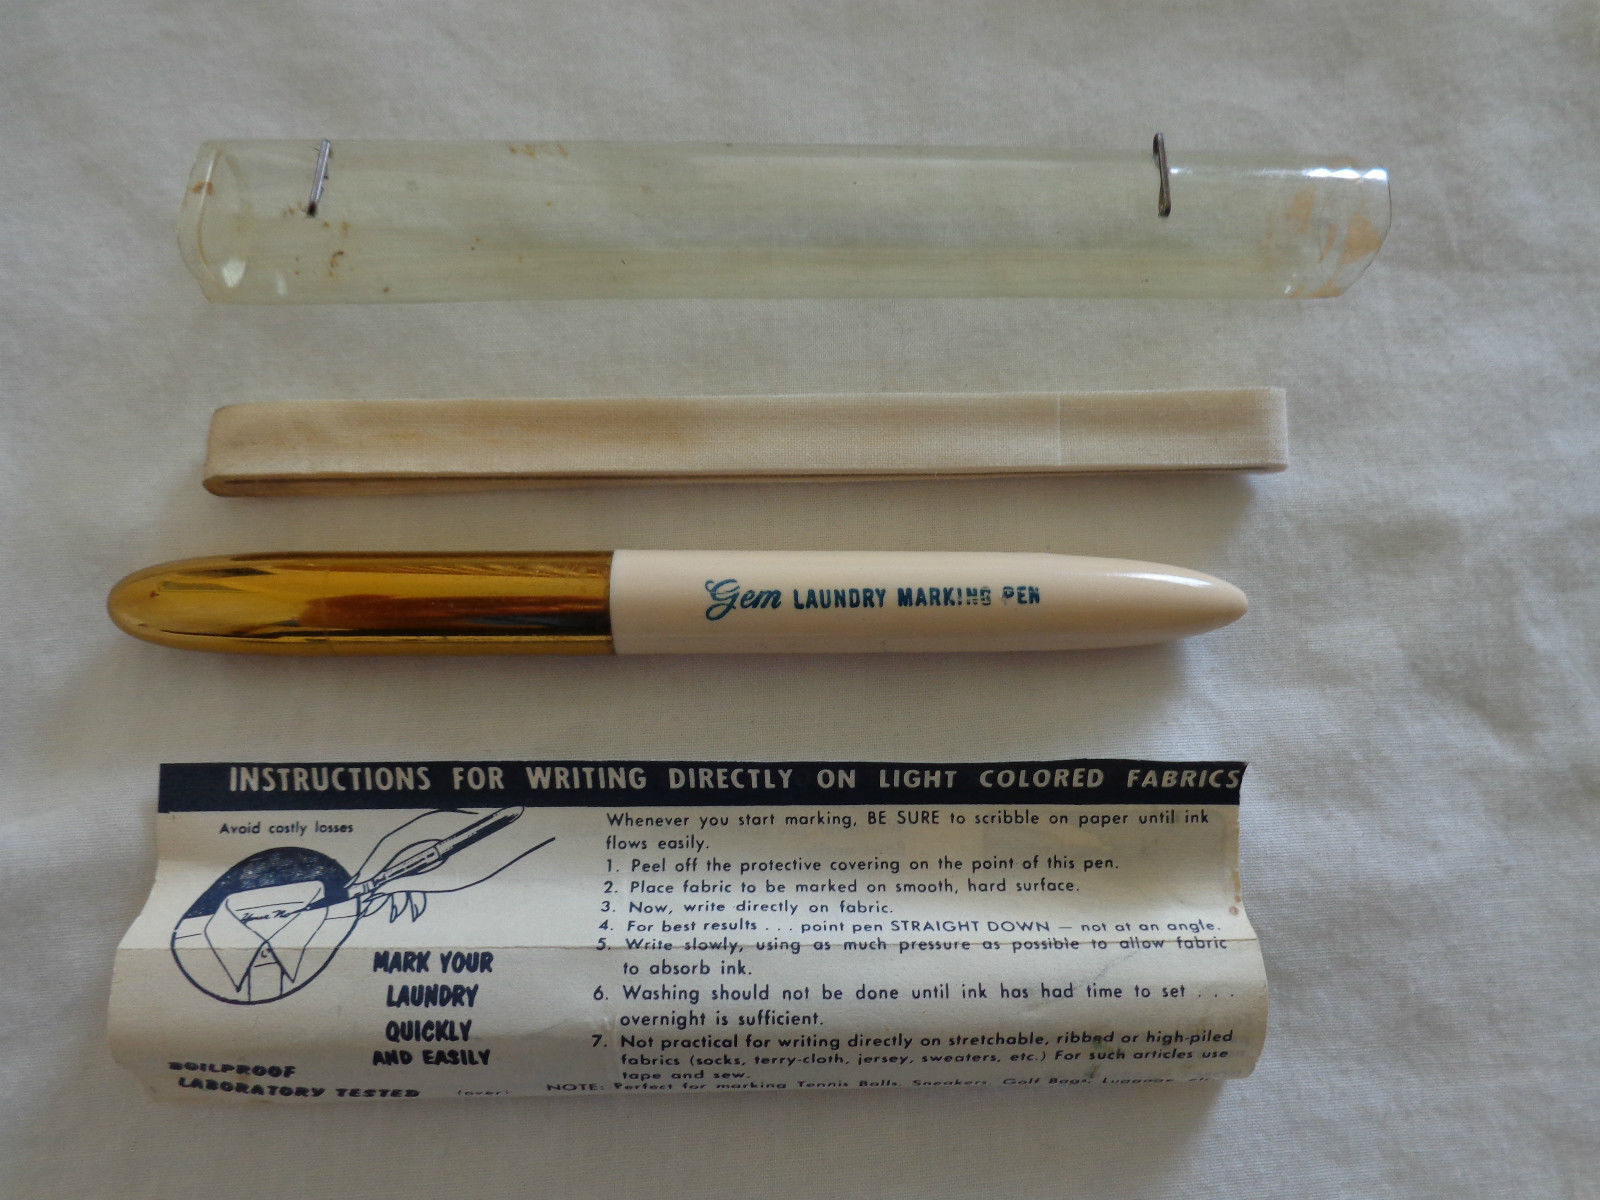 Gem LAUNDRY MARKING PEN
INSTRUCTIONS FOR WRITING DIRECTLY ON LIGHT COLORED FABRICS
Avoid costly losses
MARK YOUR
LAUNDRY
QUICKLY
AND EASILY
BOILPROOF
LABORATORY TESTED
(over)
Whenever you start marking, BE SURE to scribble on paper until ink
flows easily.
1. Peel off the protective covering on the point of this pen.
2. Place fabric to be marked on smooth, hard surface.
3. Now, write directly on fabric.
4. For best results . . . point pen STRAIGHT DOWN — not at an angle.
5. Write slowly, using as much pressure as possible to allow fabric
to absorb ink.
6. Washing should not be done until ink has had time to set . . .
overnight is sufficient.
7. Not practical for writing directly on stretchable, ribbed or high-piled
fabrics (socks, terry-cloth, jersey, sweaters, etc.) For such articles use
tape and sew.
NOTE: Perfect for marking Tennis Balls, Sneakers, Golf Bags, Luggage, etc.